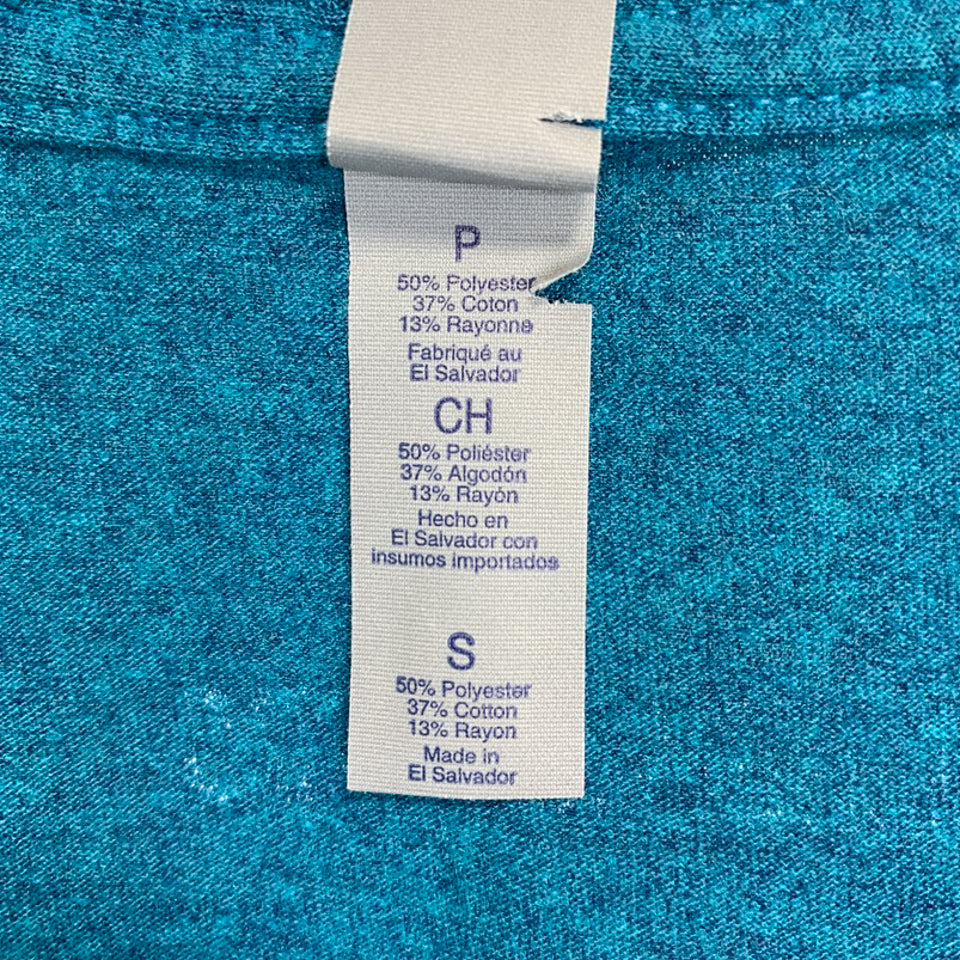 P
50% Polyester
37% Coton
13% Rayonne
Fabriqué au
El Salvador
CH
50% Poliéster
37% Algodón
13% Rayón
Hecho en
El Salvador con
insumos importados
S
50% Polyester
37% Cotton
13% Rayon
Made in
El Salvador